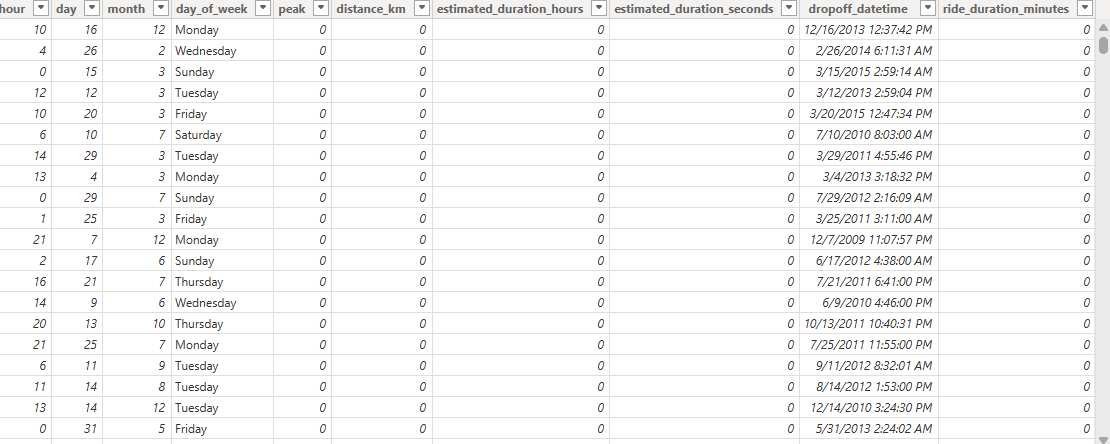 hour day month day_of_week peak distance_km estimated_duration_hours estimated_duration_seconds dropoff_datetime ride_duration_minutes
10 16 12 Monday 0 0 0 0 12/16/2013 12:37:42 PM 0
4 26 2 Wednesday 0 0 0 0 2/26/2014 6:11:31 AM 0
0 15 3 Sunday 0 0 0 0 3/15/2015 2:59:14 AM 0
12 12 3 Tuesday 0 0 0 0 3/12/2013 2:59:04 PM 0
10 20 3 Friday 0 0 0 0 3/20/2015 12:47:34 PM 0
6 10 7 Saturday 0 0 0 0 7/10/2010 8:03:00 AM 0
14 29 3 Tuesday 0 0 0 0 3/29/2011 4:55:46 PM 0
13 4 3 Monday 0 0 0 0 3/4/2013 3:18:32 PM 0
0 29 7 Sunday 0 0 0 0 7/29/2012 2:16:09 AM 0
1 25 3 Friday 0 0 0 0 3/25/2011 3:11:00 AM 0
21 7 12 Monday 0 0 0 0 12/7/2009 11:07:57 PM 0
2 17 6 Sunday 0 0 0 0 6/17/2012 4:38:00 AM 0
16 21 7 Thursday 0 0 0 0 7/21/2011 6:41:00 PM 0
14 9 6 Wednesday 0 0 0 0 6/9/2010 4:46:00 PM 0
20 13 10 Thursday 0 0 0 0 10/13/2011 10:40:31 PM 0
21 25 7 Monday 0 0 0 0 7/25/2011 11:55:00 PM 0
6 11 9 Tuesday 0 0 0 0 9/11/2012 8:32:01 AM 0
11 14 8 Tuesday 0 0 0 0 8/14/2012 1:53:00 PM 0
13 14 12 Tuesday 0 0 0 0 12/14/2010 3:24:30 PM 0
0 31 5 Friday 0 0 0 0 5/31/2013 2:24:02 AM 0